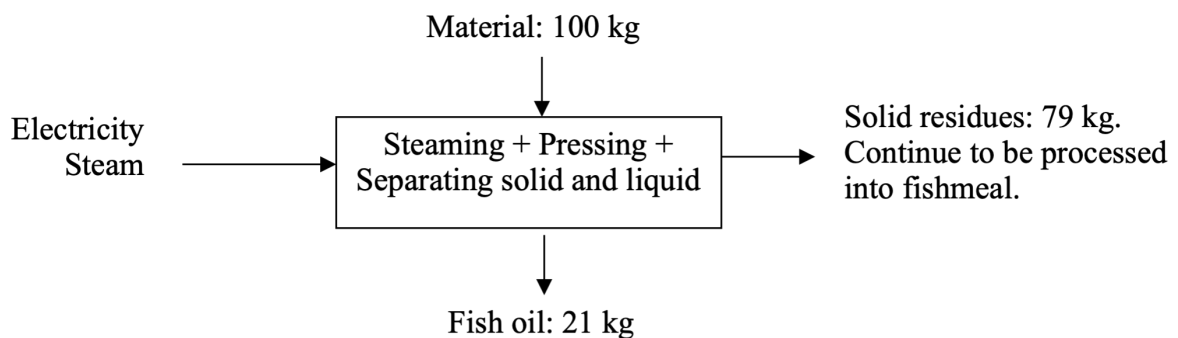 Material: 100 kg
Electricity
Steam
Steaming + Pressing +
Separating solid and liquid
Solid residues: 79 kg.
Continue to be processed
into fishmeal.
Fish oil: 21 kg